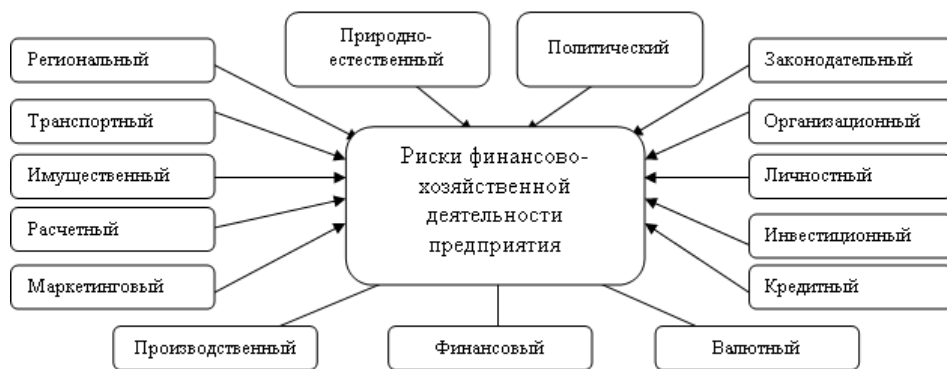 Природно-
естественный
Политический
Региональный
Законодательный
Транспортный
Организационный
Риски финансово-
хозяйственной
деятельности
предприятия
Имущественный
Личностный
Расчетный
Инвестиционный
Маркетинговый
Кредитный
Производственный
Финансовый
Валютный